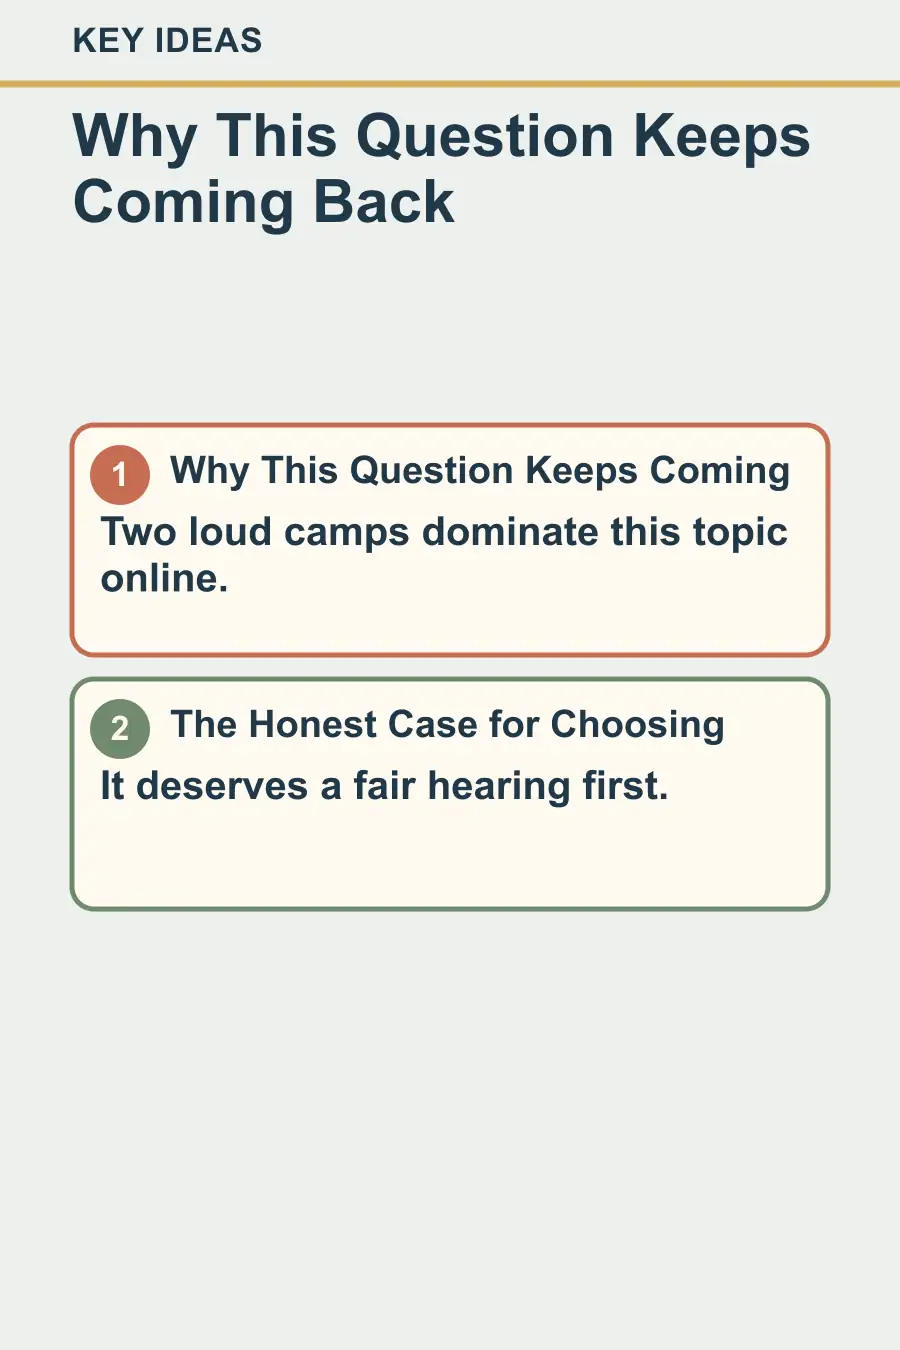 KEY IDEAS
Why This Question Keeps
Coming Back
1 Why This Question Keeps Coming
Two loud camps dominate this topic
online.
2 The Honest Case for Choosing
It deserves a fair hearing first.